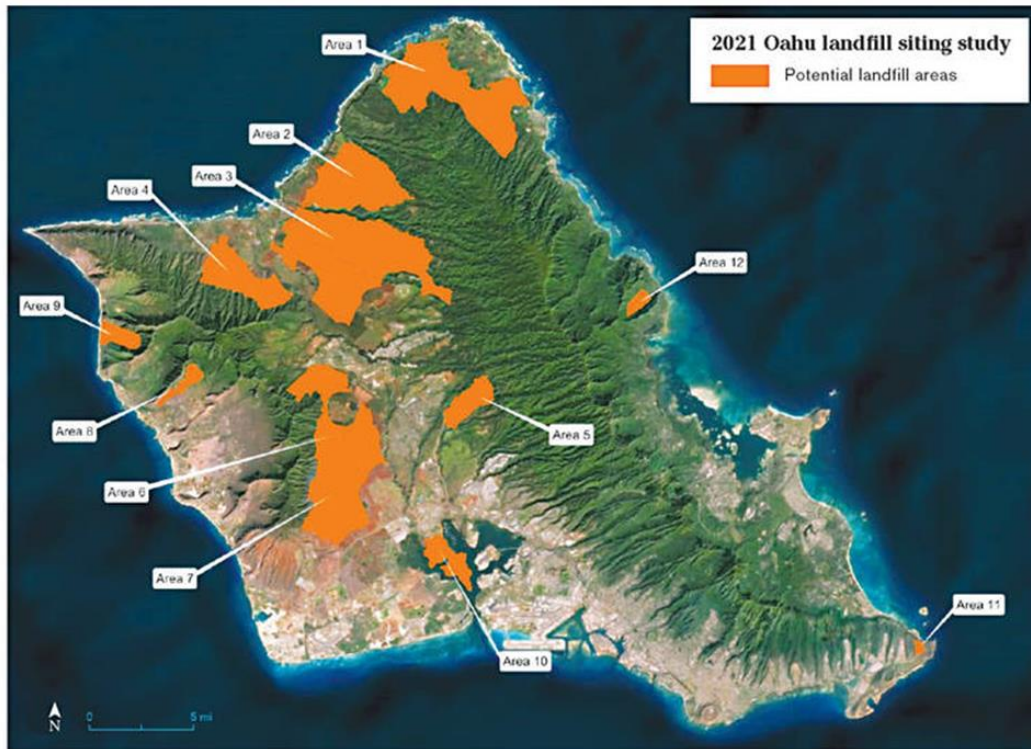 2021 Oahu landfill siting study
Potential landfill areas
Area 1
Area 2
Area 3
Area 4
Area 12
Area 9
Area 8
Area 5
Area 6
Area 7
Area 11
Area 10
N
0
5 mi